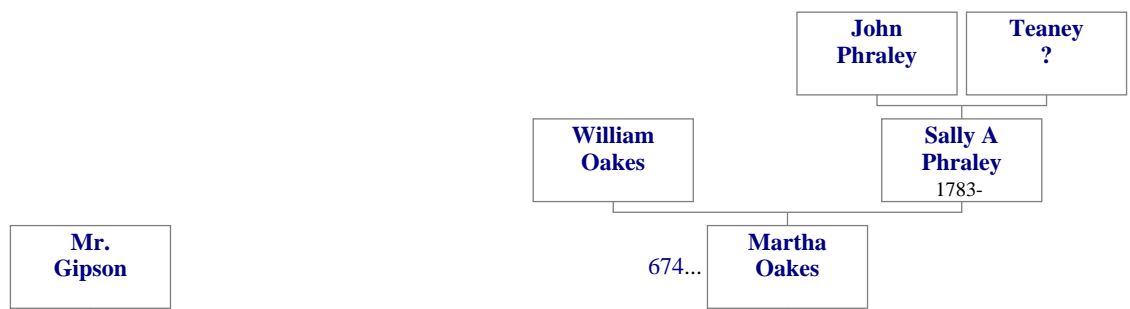 John
Phraley
Teaney
?
William
Oakes
Sally A
Phraley
1783-
Mr.
Gipson
674...
Martha
Oakes